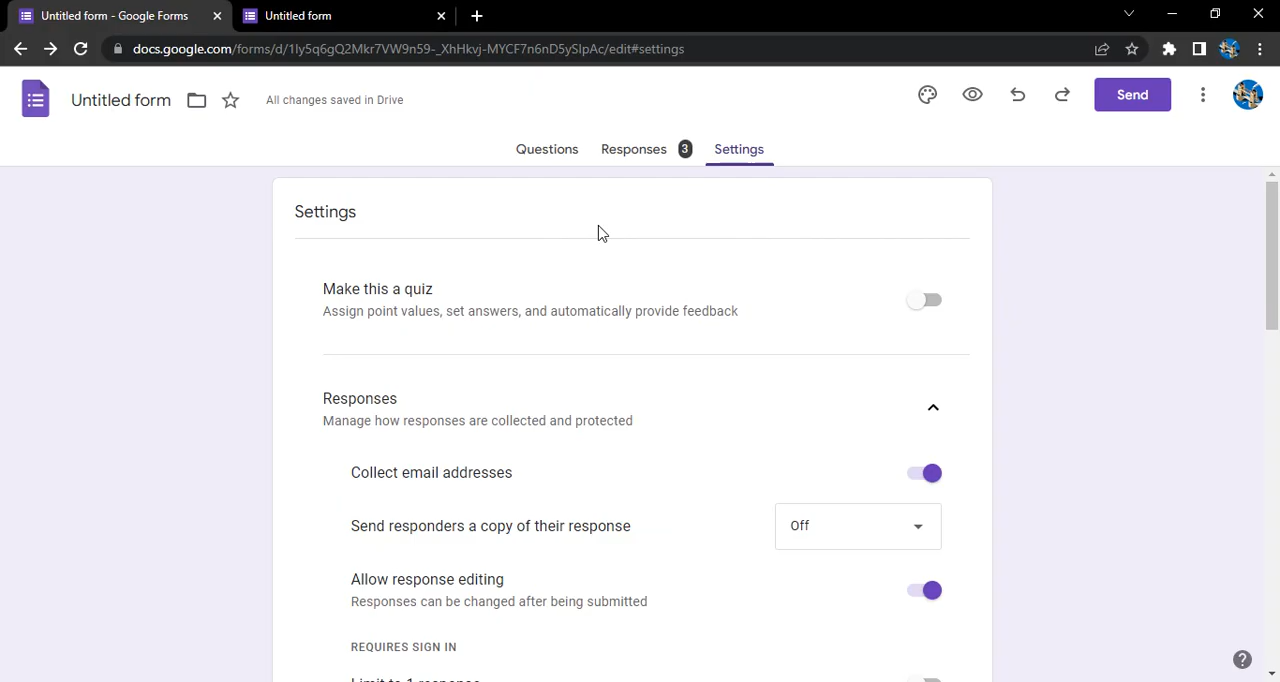 Untitled form - Google Forms
Untitled form
docs.google.com/forms/d/1Iy5q6gQ2Mkr7VW9n59-_XhHkvj-MYCF7n6nD5ySlpAc/edit#settings
Untitled form
All changes saved in Drive
Send
Questions
Responses 3
Settings
Settings
Make this a quiz
Assign point values, set answers, and automatically provide feedback
Responses
Manage how responses are collected and protected
Collect email addresses
Send responders a copy of their response
Off
Allow response editing
Responses can be changed after being submitted
REQUIRES SIGN IN
Limit to 1 response